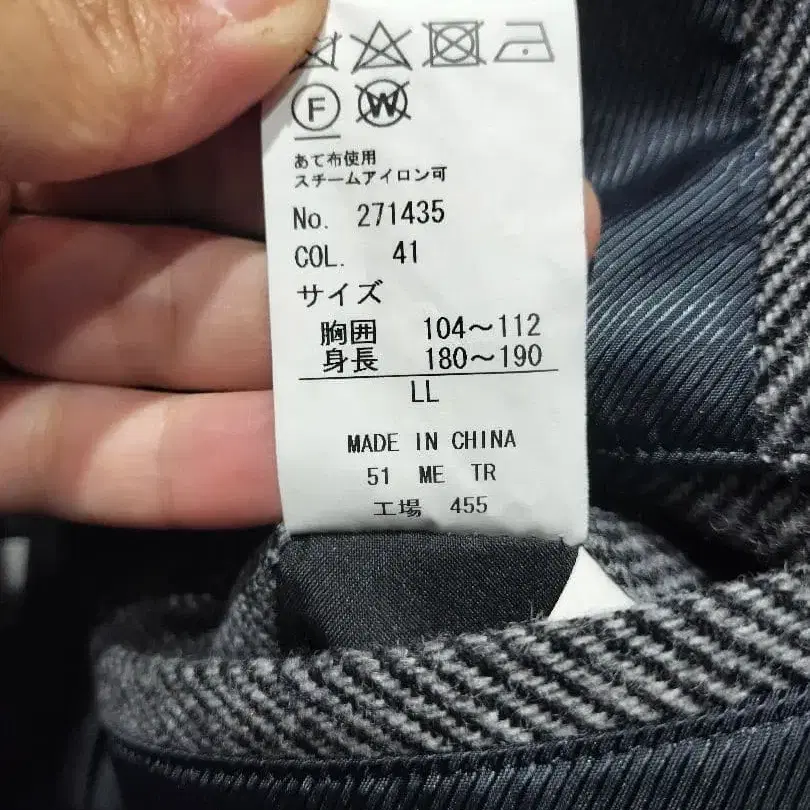 F W
あて布使用
スチームアイロン可
No. 271435
COL. 41
サイズ
胸囲 104～112
身長 180～190
LL
MADE IN CHINA
51 ME TR
工場 455